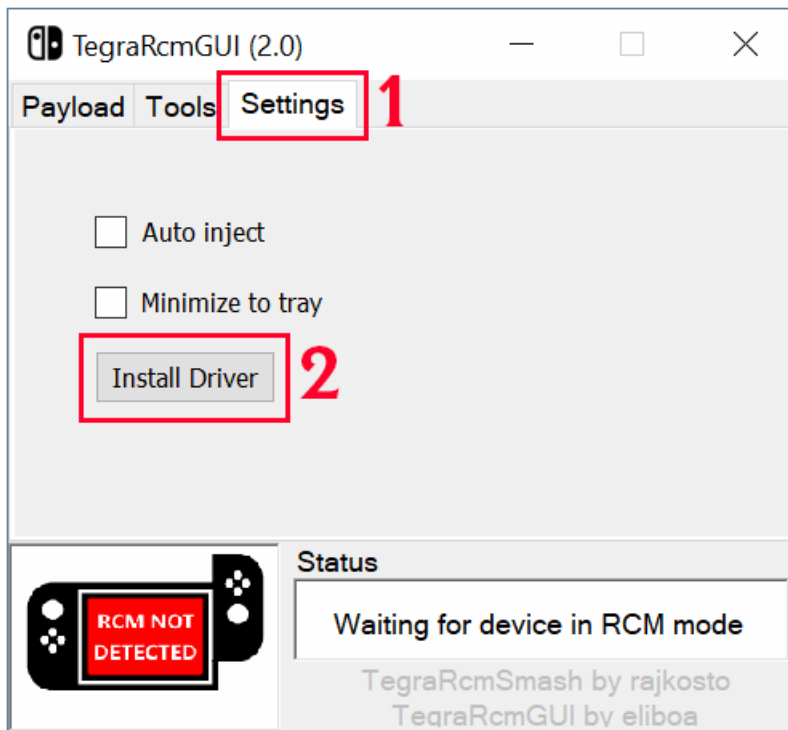 TegraRcmGUI (2.0)
Payload Tools Settings 1
Auto inject
Minimize to tray
Install Driver 2
Status
RCM NOT
DETECTED
Waiting for device in RCM mode
TegraRcmSmash by rajkosto
TegraRcmGUI by eliboa